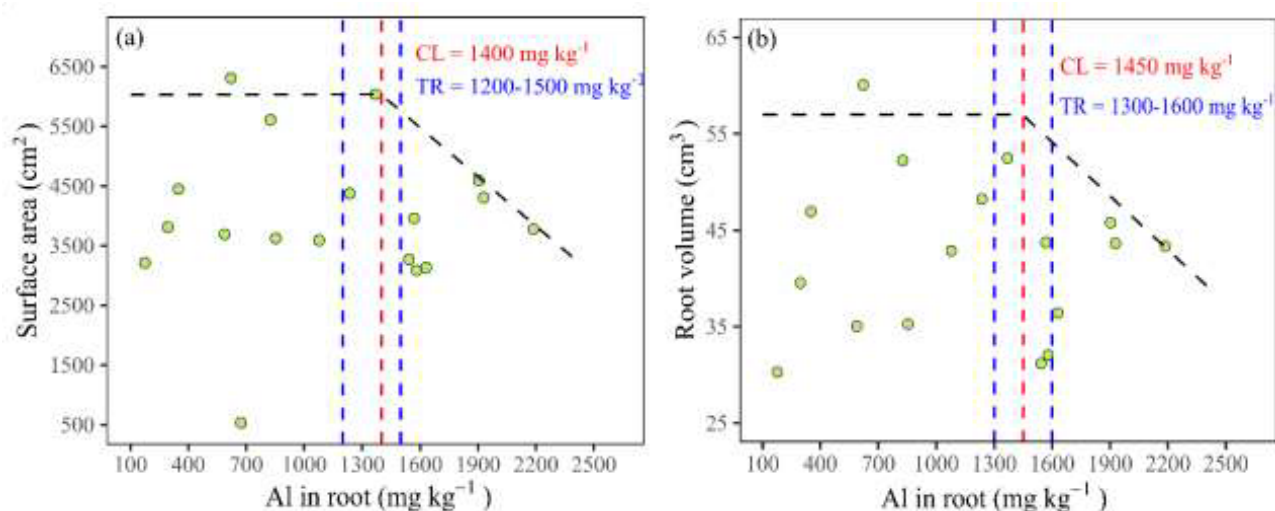 (a)
CL = 1400 mg kg⁻¹
TR = 1200-1500 mg kg⁻¹
6500
5500
4500
3500
2500
1500
500
Surface area (cm²)
100 400 700 1000 1300 1600 1900 2200 2500
Al in root (mg kg⁻¹ )
(b)
CL = 1450 mg kg⁻¹
TR = 1300-1600 mg kg⁻¹
65
55
45
35
25
Root volume (cm³)
100 400 700 1000 1300 1600 1900 2200 2500
Al in root (mg kg⁻¹ )